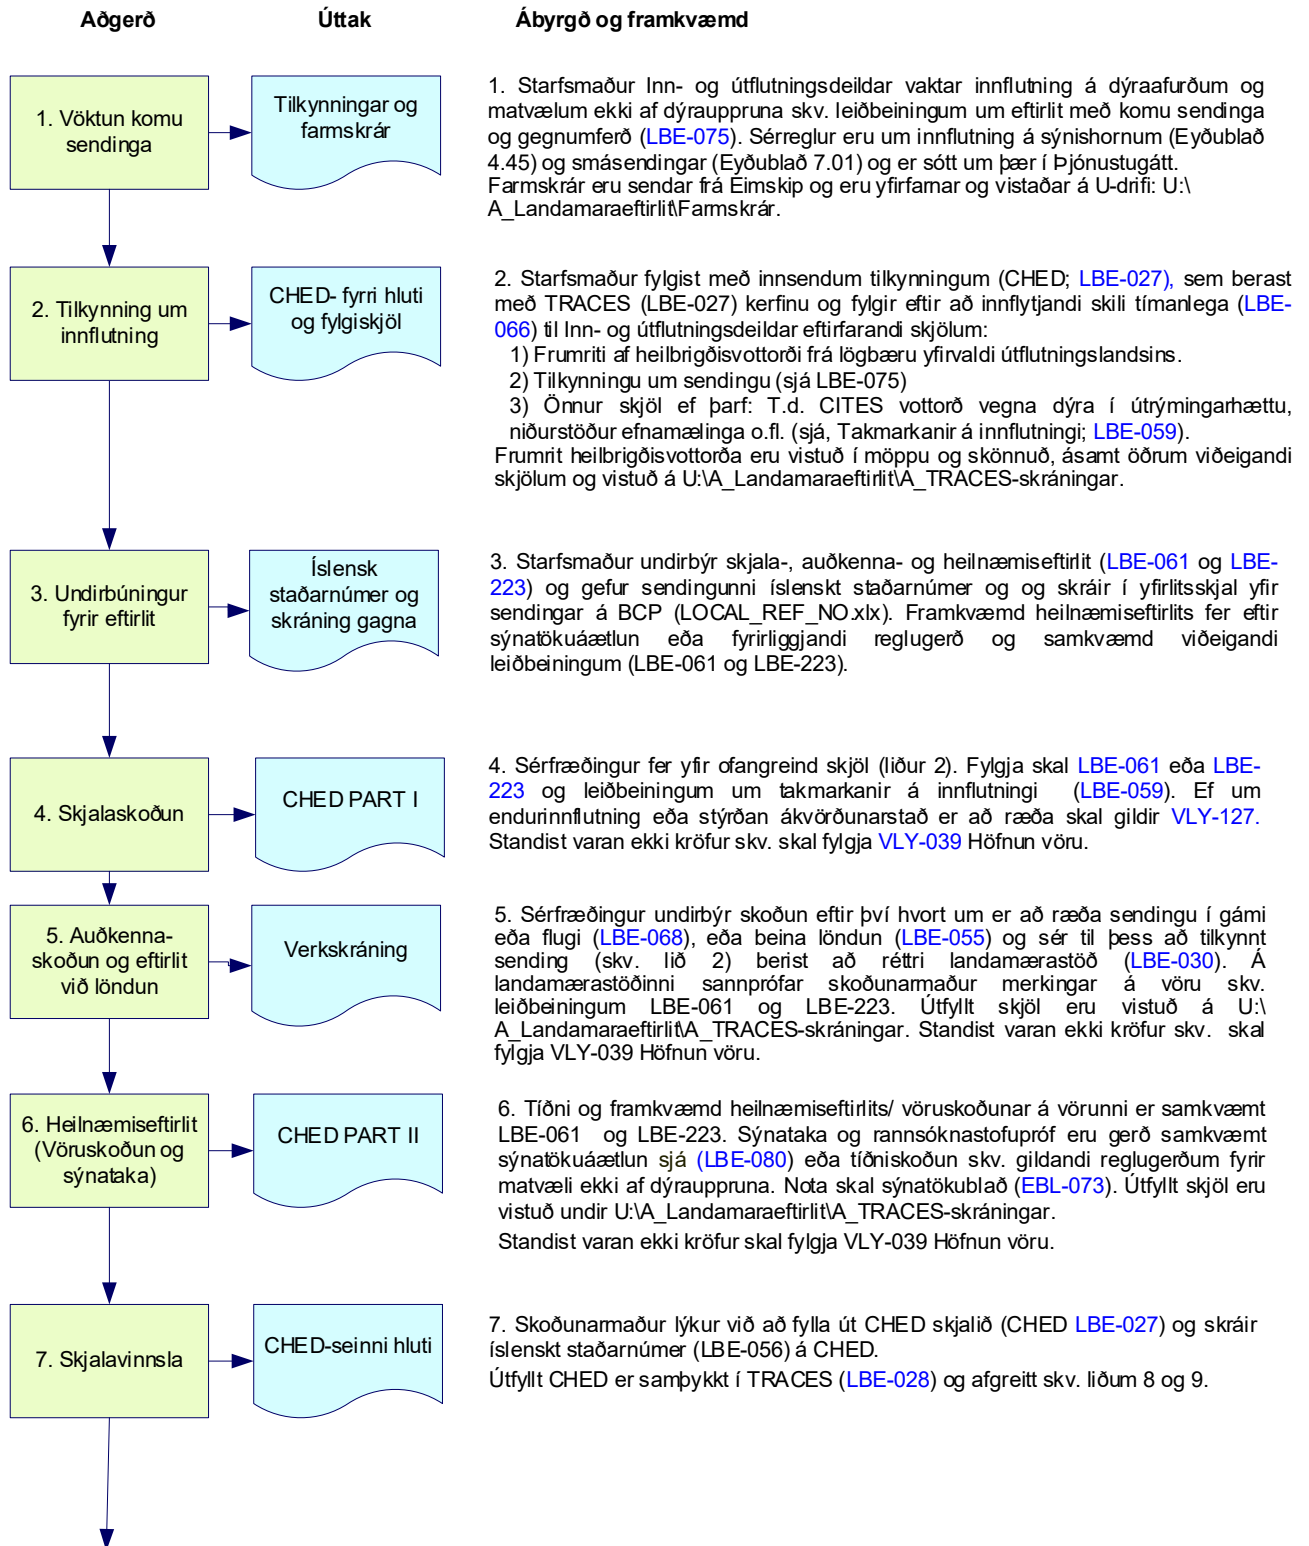 Aðgerð
Úttak
Ábyrgð og framkvæmd
1. Vöktun komu
sendinga
Tilkynningar og
farmskrár
1. Starfsmaður Inn- og útflutningsdeildar vaktar innflutning á dýraafurðum og
matvælum ekki af dýrauppruna skv. leiðbeiningum um eftirlit með komu sendinga
og gegnumferð (LBE-075). Sérreglur eru um innflutning á sýnishornum (Eyðublað
4.45) og smásendingar (Eyðublað 7.01) og er sótt um þær í Þjónustugátt.
Farmskrár eru sendar frá Eimskip og eru yfirfarnar og vistaðar á U-drifi: U:\
A_Landamaraeftirlit\Farmskrár.
2. Tilkynning um
innflutning
CHED- fyrri hluti
og fylgiskjöl
2. Starfsmaður fylgist með innsendum tilkynningum (CHED; LBE-027), sem berast
með TRACES (LBE-027) kerfinu og fylgir eftir að innflytjandi skili tímanlega (LBE-
066) til Inn- og útflutningsdeildar eftirfarandi skjölum:
1) Frumriti af heilbrigðisvottorði frá lögbæru yfirvaldi útflutningslandsins.
2) Tilkynningu um sendingu (sjá LBE-075)
3) Önnur skjöl ef þarf: T.d. CITES vottorð vegna dýra í útrýmingarhættu,
niðurstöður efnamælinga o.fl. (sjá, Takmarkanir á innflutningi; LBE-059).
Frumrit heilbrigðisvottorða eru vistuð í möppu og skönnuð, ásamt öðrum viðeigandi
skjölum og vistuð á U:\A_Landamaraeftirlit\A_TRACES-skráningar.
3. Undirbúningur
fyrir eftirlit
Íslensk
staðarnúmer og
skráning gagna
3. Starfsmaður undirbýr skjala-, auðkenna- og heilnæmiseftirlit (LBE-061 og LBE-
223) og gefur sendingunni íslenskt staðarnúmer og og skráir í yfirlitsskjal yfir
sendingar á BCP (LOCAL_REF_NO.xlx). Framkvæmd heilnæmiseftirlits fer eftir
sýnatökuáætlun eða fyrirliggjandi reglugerð og samkvæmd viðeigandi
leiðbeiningum (LBE-061 og LBE-223).
4. Skjalaskoðun
CHED PART I
4. Sérfræðingur fer yfir ofangreind skjöl (liður 2). Fylgja skal LBE-061 eða LBE-
223 og leiðbeiningum um takmarkanir á innflutningi (LBE-059). Ef um
endurinnflutning eða stýrðan ákvörðunarstað er að ræða skal gildir VLY-127.
Standist varan ekki kröfur skv. skal fylgja VLY-039 Höfnun vöru.
5. Auðkenna-
skoðun og eftirlit
við löndun
Verkskráning
5. Sérfræðingur undirbýr skoðun eftir því hvort um er að ræða sendingu í gámi
eða flugi (LBE-068), eða beina löndun (LBE-055) og sér til þess að tilkynnt
sending (skv. lið 2) berist að réttri landamærastöð (LBE-030). Á
landamærastöðinni sannprófar skoðunarmaður merkingar á vöru skv.
leiðbeiningum LBE-061 og LBE-223. Útfyllt skjöl eru vistuð á U:\
A_Landamaraeftirlit\A_TRACES-skráningar. Standist varan ekki kröfur skv. skal
fylgja VLY-039 Höfnun vöru.
6. Heilnæmiseftirlit
(Vöruskoðun og
sýnataka)
CHED PART II
6. Tíðni og framkvæmd heilnæmiseftirlits/ vöruskoðunar á vörunni er samkvæmt
LBE-061 og LBE-223. Sýnataka og rannsóknastofupróf eru gerð samkvæmt
sýnatökuáætlun sjá (LBE-080) eða tíðniskoðun skv. gildandi reglugerðum fyrir
matvæli ekki af dýrauppruna. Nota skal sýnatökublað (EBL-073). Útfyllt skjöl eru
vistuð undir U:\A_Landamaraeftirlit\A_TRACES-skráningar.
Standist varan ekki kröfur skal fylgja VLY-039 Höfnun vöru.
7. Skjalavinnsla
CHED-seinni hluti
7. Skoðunarmaður lýkur við að fylla út CHED skjalið (CHED LBE-027) og skráir
íslenskt staðarnúmer (LBE-056) á CHED.
Útfyllt CHED er samþykkt í TRACES (LBE-028) og afgreitt skv. liðum 8 og 9.